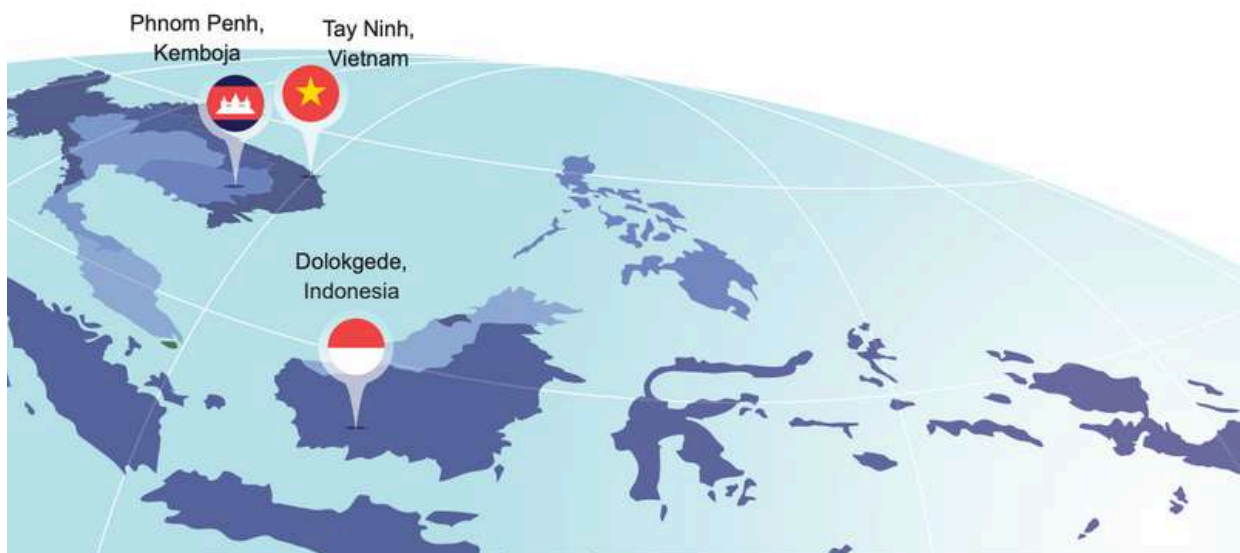 Phnom Penh,
Kemboja
Tay Ninh,
Vietnam
Dolokgede,
Indonesia